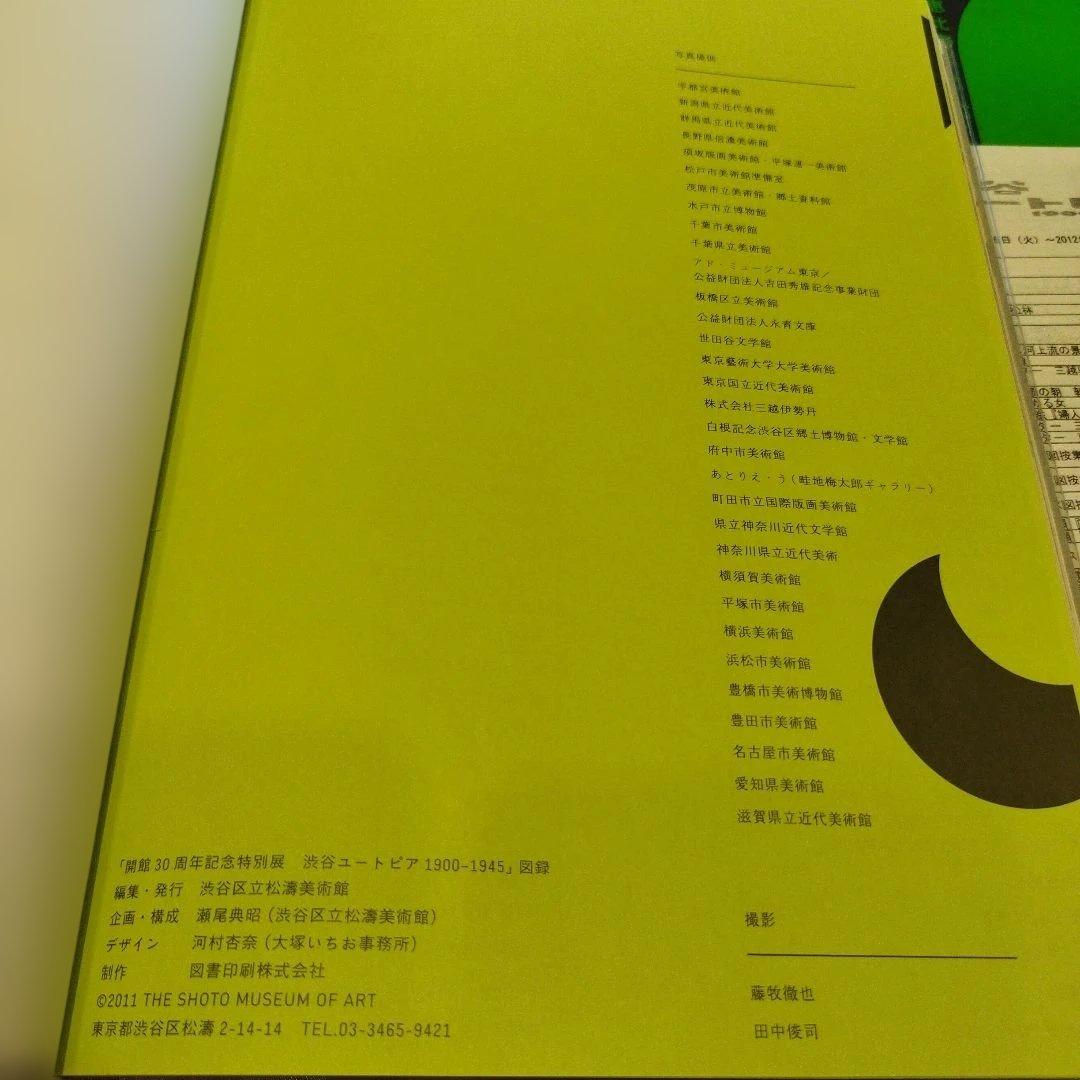 写真提供
宇都宮美術館
新潟県立近代美術館
群馬県立近代美術館
長野県信濃美術館
須坂版画美術館・平塚運一美術館
松戸市美術館準備室
茂原市立美術館・郷土資料館
水戸市立博物館
千葉市美術館
千葉県立美術館
アド・ミュージアム東京／
公益財団法人吉田秀雄記念事業財団
板橋区立美術館
公益財団法人永青文庫
世田谷文学館
東京藝術大学大学美術館
東京国立近代美術館
株式会社三越伊勢丹
白根記念渋谷区郷土博物館・文学館
府中市美術館
あとりえ・う（畦地梅太郎ギャラリー）
町田市立国際版画美術館
県立神奈川近代文学館
神奈川県立近代美術
横須賀美術館
平塚市美術館
横浜美術館
浜松市美術館
豊橋市美術博物館
豊田市美術館
名古屋市美術館
愛知県美術館
滋賀県立近代美術館
撮影
藤牧徹也
田中俊司
「開館30周年記念特別展　渋谷ユートピア1900–1945」図録
編集・発行　渋谷区立松濤美術館
企画・構成　瀬尾典昭（渋谷区立松濤美術館）
デザイン　河村杏奈（大塚いちお事務所）
制作　図書印刷株式会社
©2011 THE SHOTO MUSEUM OF ART
東京都渋谷区松濤2-14-14　TEL.03-3465-9421
谷
ート
日（火）～2012
河上流の景
三越